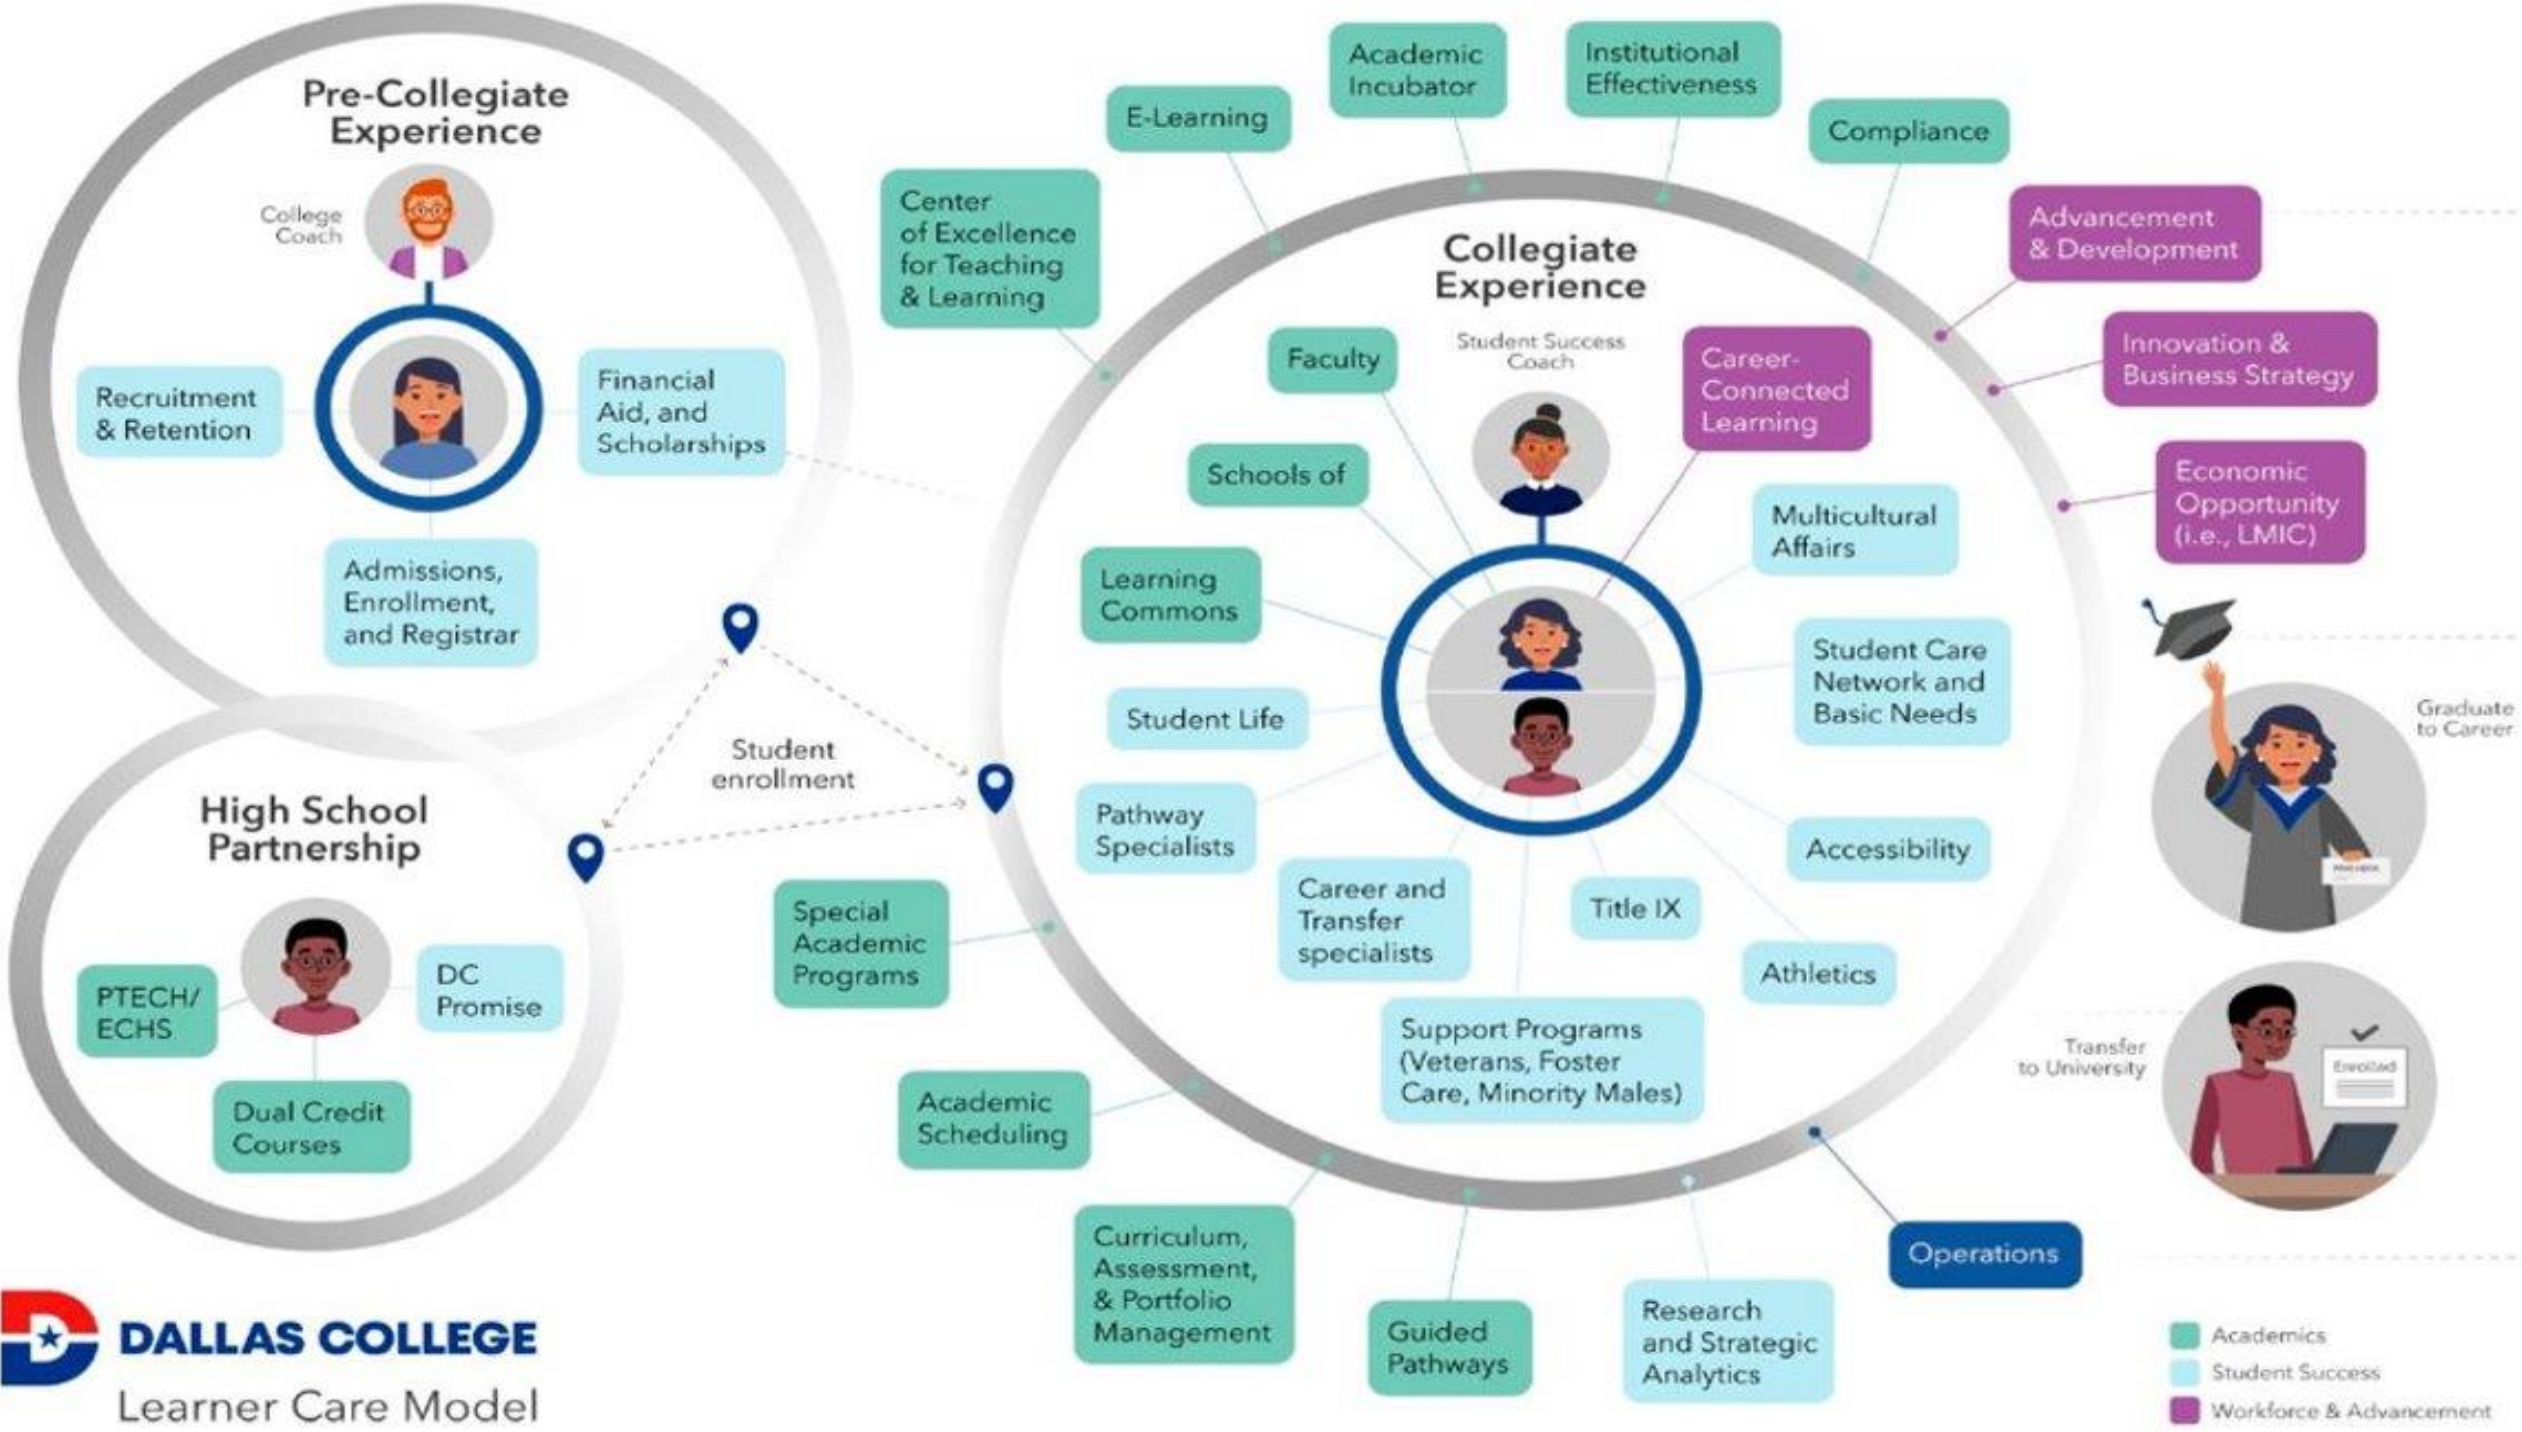 Pre-Collegiate
Experience
College
Coach
Recruitment
& Retention
Financial
Aid, and
Scholarships
Admissions,
Enrollment,
and Registrar
High School
Partnership
PTECH/
ECHS
DC
Promise
Dual Credit
Courses
Student
enrollment
Center
of Excellence
for Teaching
& Learning
E-Learning
Academic
Incubator
Institutional
Effectiveness
Compliance
Advancement
& Development
Innovation &
Business Strategy
Economic
Opportunity
(i.e., LMIC)
Collegiate
Experience
Student Success
Coach
Faculty
Career-
Connected
Learning
Schools of
Multicultural
Affairs
Learning
Commons
Student Care
Network and
Basic Needs
Student Life
Pathway
Specialists
Accessibility
Career and
Transfer
specialists
Title IX
Athletics
Support Programs
(Veterans, Foster
Care, Minority Males)
Special
Academic
Programs
Academic
Scheduling
Curriculum,
Assessment,
& Portfolio
Management
Guided
Pathways
Research
and Strategic
Analytics
Operations
Graduate
to Career
Transfer
to University
Enrolled
DALLAS COLLEGE
Learner Care Model
Academics
Student Success
Workforce & Advancement